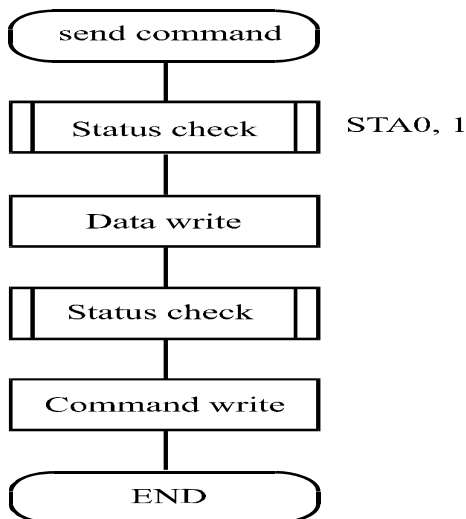 send command
Status check
STA0, 1
Data write
Status check
Command write
END